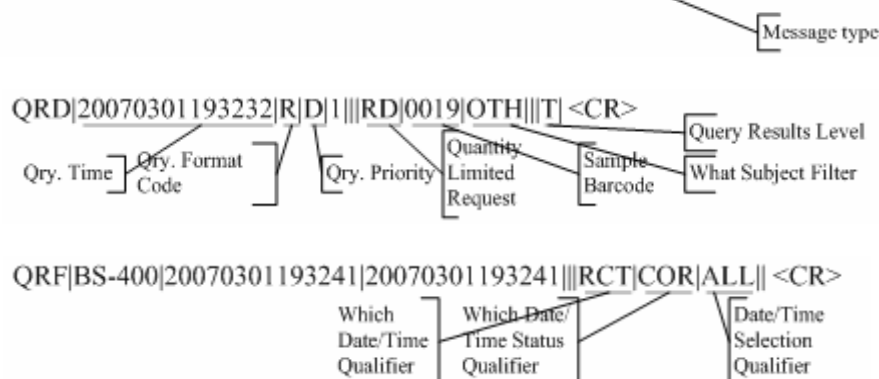 Message type
QRD|20070301193232|R|D|1|||RD|0019|OTH|||T| <CR>
Query Results Level
Qry. Time
Qry. Format
Code
Qry. Priority
Quantity
Limited
Request
Sample
Barcode
What Subject Filter
QRF|BS-400|20070301193241|20070301193241|||RCT|COR|ALL|| <CR>
Which
Date/Time
Qualifier
Which Date/
Time Status
Qualifier
Date/Time
Selection
Qualifier